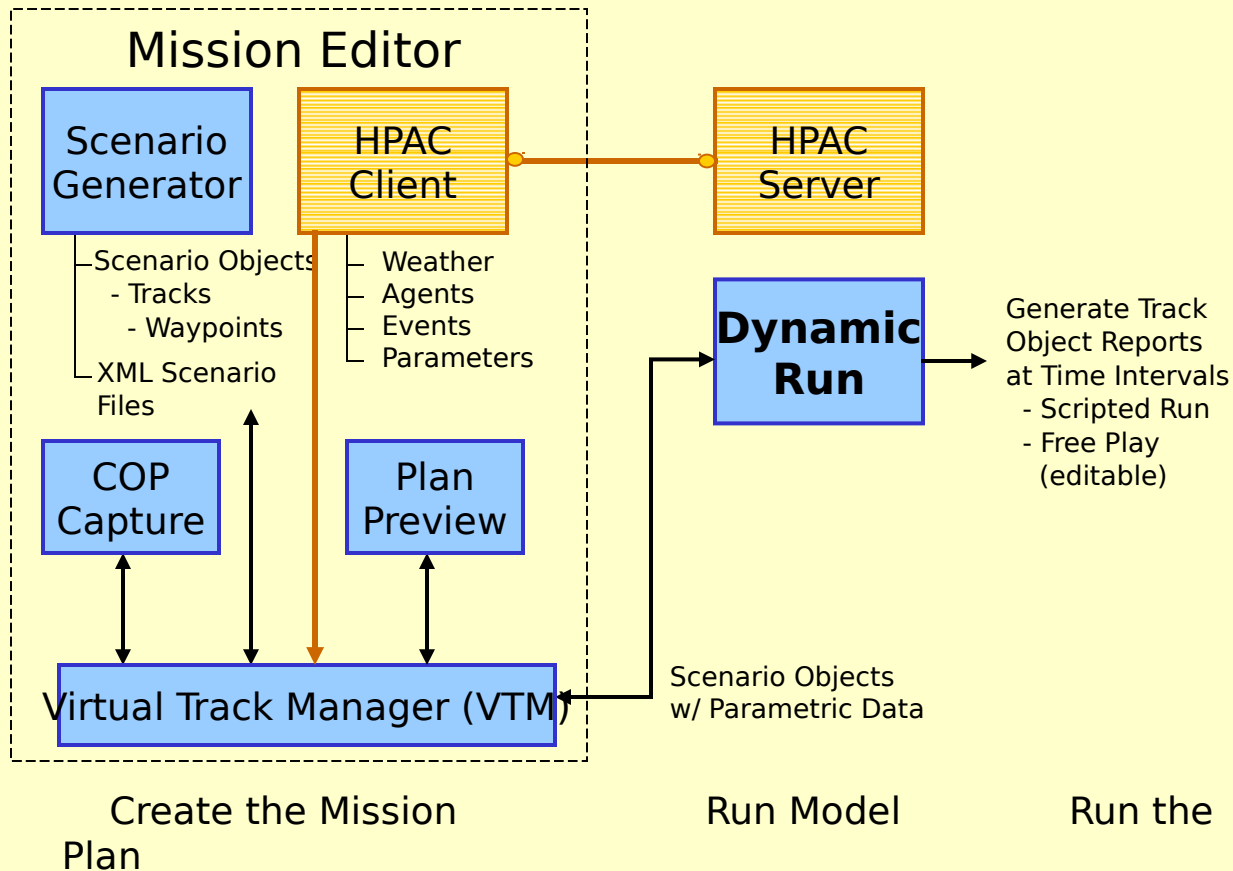 Mission Editor
Scenario
Generator
HPAC
Client
HPAC
Server
Scenario Objects
- Tracks
- Waypoints
XML Scenario
Files
Weather
Agents
Events
Parameters
Dynamic
Run
Generate Track
Object Reports
at Time Intervals
- Scripted Run
- Free Play
(editable)
COP
Capture
Plan
Preview
Virtual Track Manager (VTM)
Scenario Objects
w/ Parametric Data
Create the Mission Run Model Run the
Plan